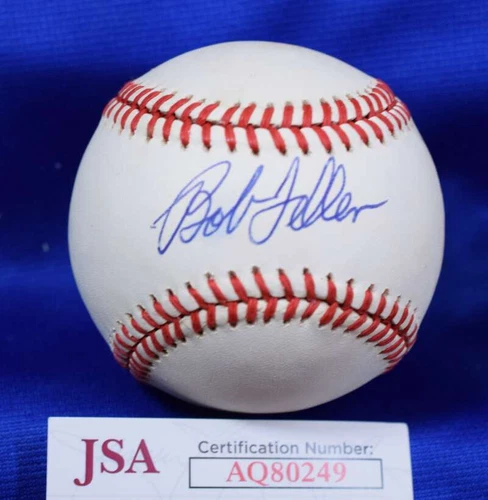 Bob Feller
JSA
Certification Number:
AQ80249